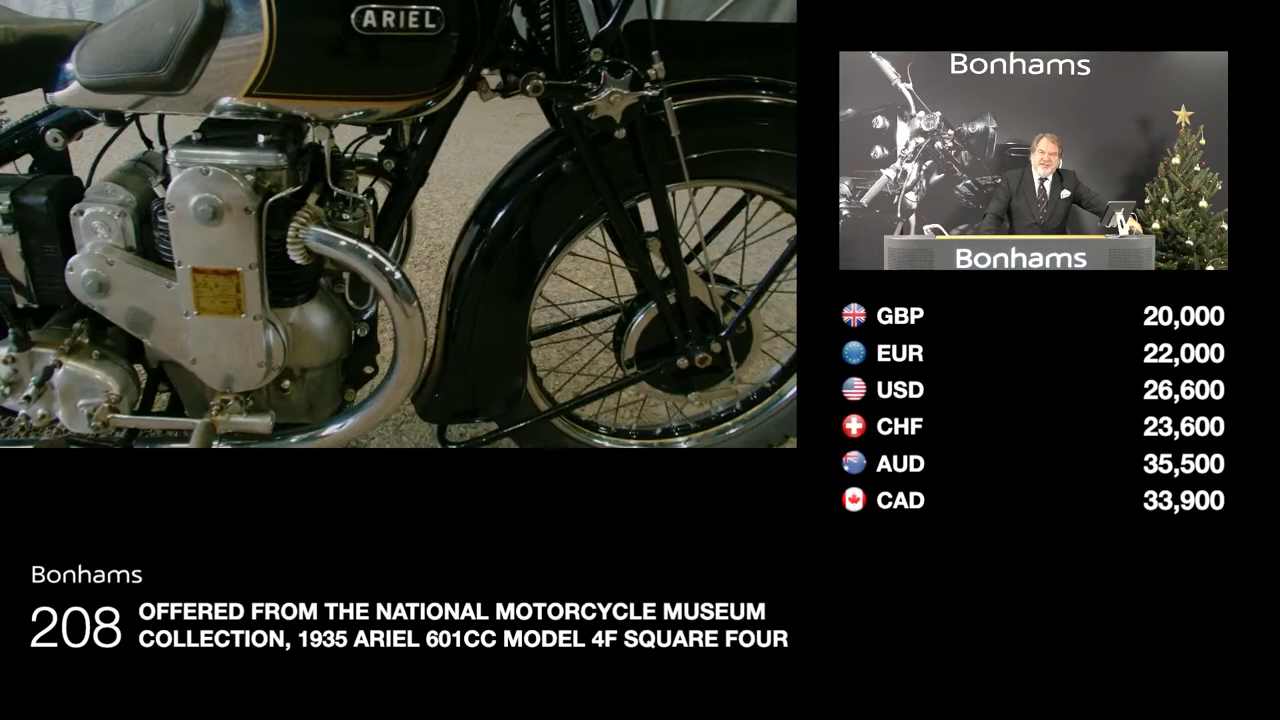 ARIEL
Bonhams
Bonhams
GBP 20,000
EUR 22,000
USD 26,600
CHF 23,600
AUD 35,500
CAD 33,900
Bonhams
208 OFFERED FROM THE NATIONAL MOTORCYCLE MUSEUM
COLLECTION, 1935 ARIEL 601CC MODEL 4F SQUARE FOUR